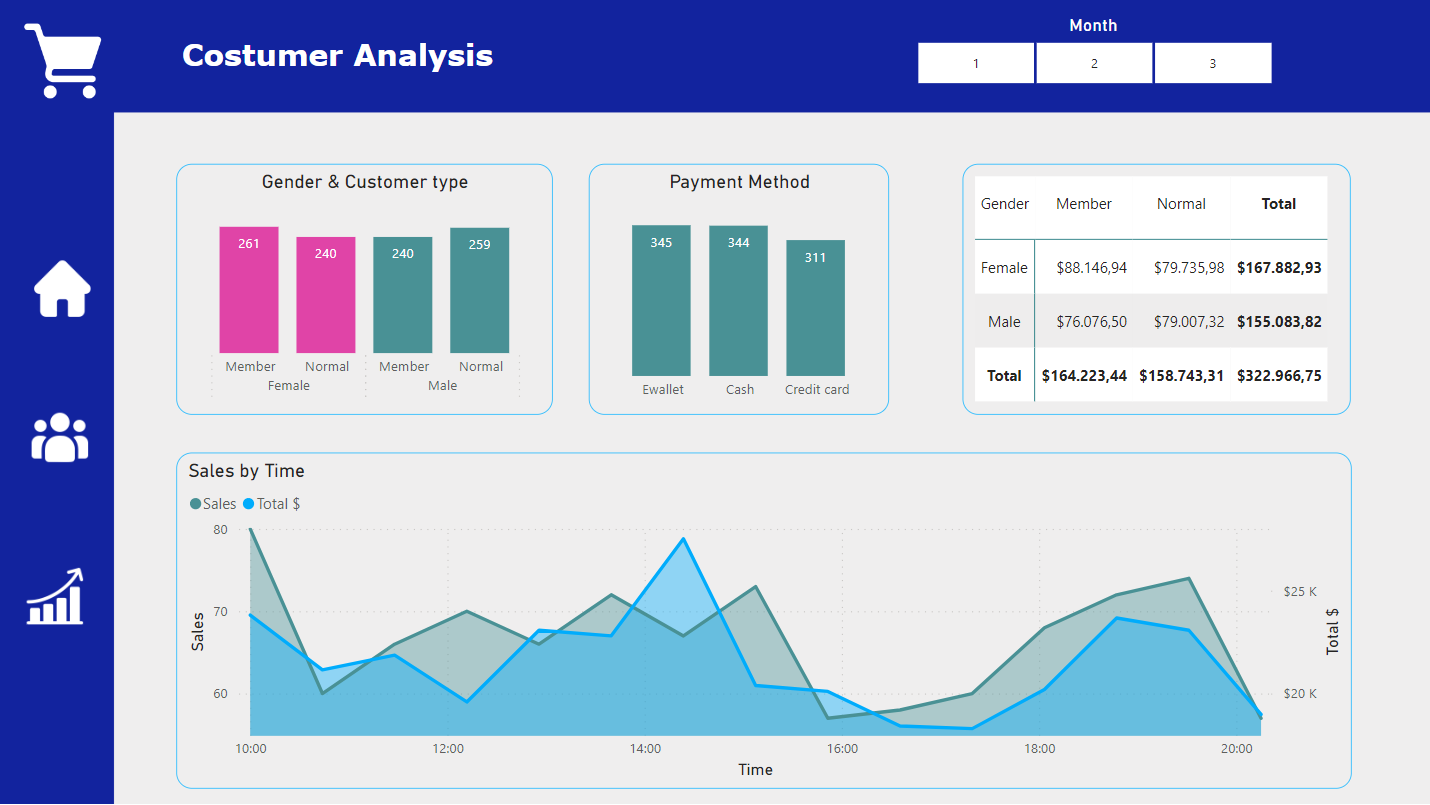 Costumer Analysis
Month
1 2 3
Gender & Customer type
261 240 240 259
Member Normal Member Normal
Female Male
Payment Method
345 344 311
Ewallet Cash Credit card
Gender Member Normal Total
Female $88.146,94 $79.735,98 $167.882,93
Male $76.076,50 $79.007,32 $155.083,82
Total $164.223,44 $158.743,31 $322.966,75
Sales by Time
Sales Total $
80
70
60
Sales
$25 K
$20 K
Total $
10:00 12:00 14:00 16:00 18:00 20:00
Time